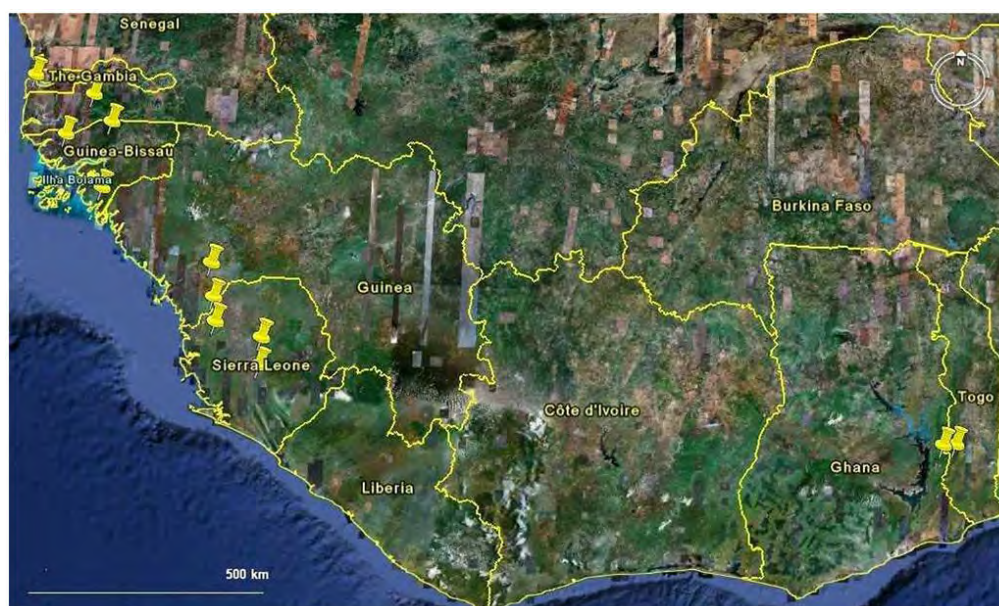 Senegal
N
The Gambia
Guinea-Bissau
Ilha Bolama
Burkina Faso
Guinea
Sierra Leone
Togo
Côte d'Ivoire
Ghana
Liberia
500 km